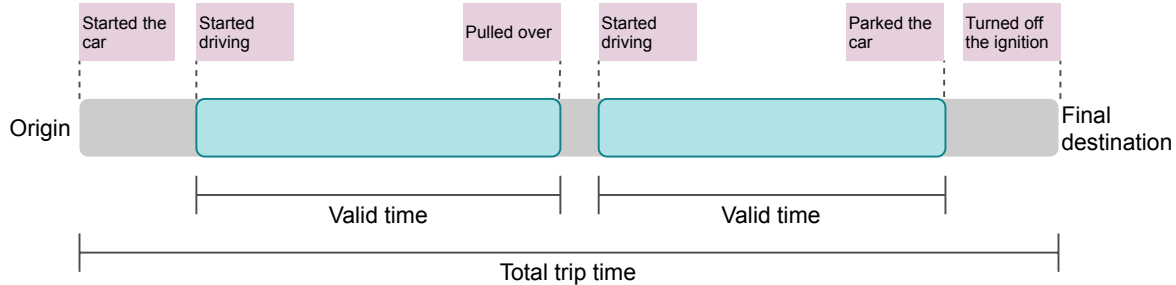 Started the
car
Started
driving
Pulled over
Started
driving
Parked the
car
Turned off
the ignition
Origin
Final
destination
Valid time
Valid time
Total trip time